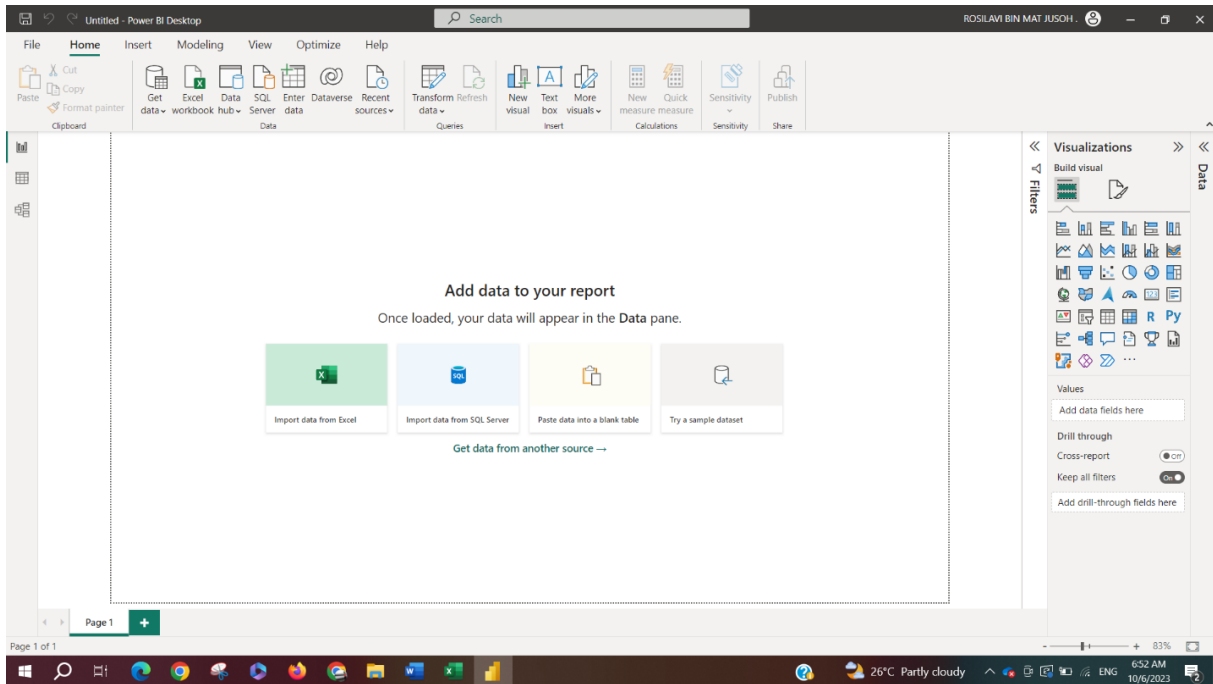 Untitled - Power BI Desktop
Search
ROSILAVI BIN MAT JUSOH .
File Home Insert Modeling View Optimize Help
Paste
Cut
Copy
Format painter
Clipboard
Get data
Excel workbook
Data hub
SQL Server
Enter data
Dataverse
Recent sources
Data
Transform data
Refresh
Queries
New visual
Text box
More visuals
Insert
New measure
Quick measure
Calculations
Sensitivity
Sensitivity
Publish
Share
Filters
Visualizations
Data
Build visual
R Py
123
Values
Add data fields here
Drill through
Cross-report Off
Keep all filters On
Add drill-through fields here
Add data to your report
Once loaded, your data will appear in the Data pane.
SQL
Import data from Excel
Import data from SQL Server
Paste data into a blank table
Try a sample dataset
Get data from another source →
Page 1
Page 1 of 1
83%
26°C Partly cloudy
ENG
6:52 AM
10/6/2023
2